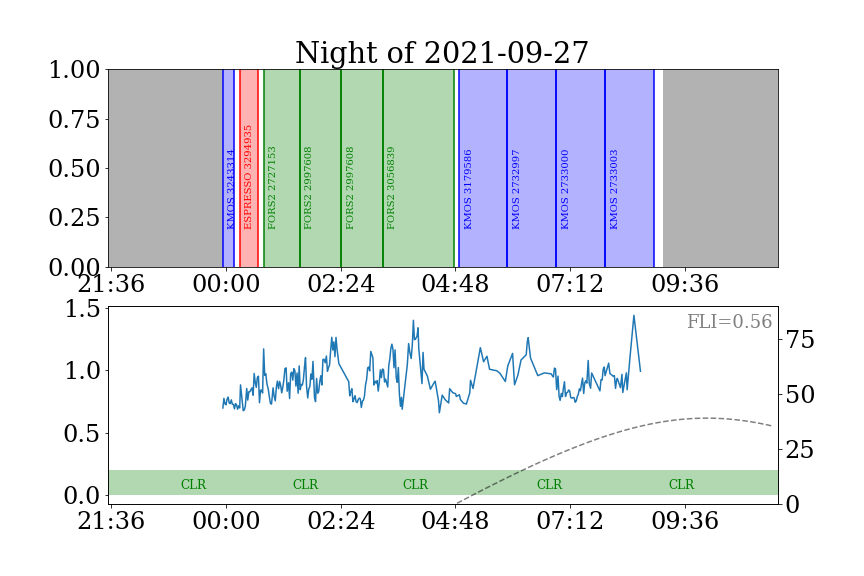 Night of 2021-09-27
1.00
0.75
0.50
0.25
0.00
KMOS 3243314
ESPRESSO 3294935
FORS2 2727153
FORS2 2997608
FORS2 2997608
FORS2 3056839
KMOS 3179586
KMOS 2732997
KMOS 2733000
KMOS 2733003
21:36 00:00 02:24 04:48 07:12 09:36
1.5
1.0
0.5
0.0
FLI=0.56
75
50
25
0
CLR CLR CLR CLR CLR
21:36 00:00 02:24 04:48 07:12 09:36